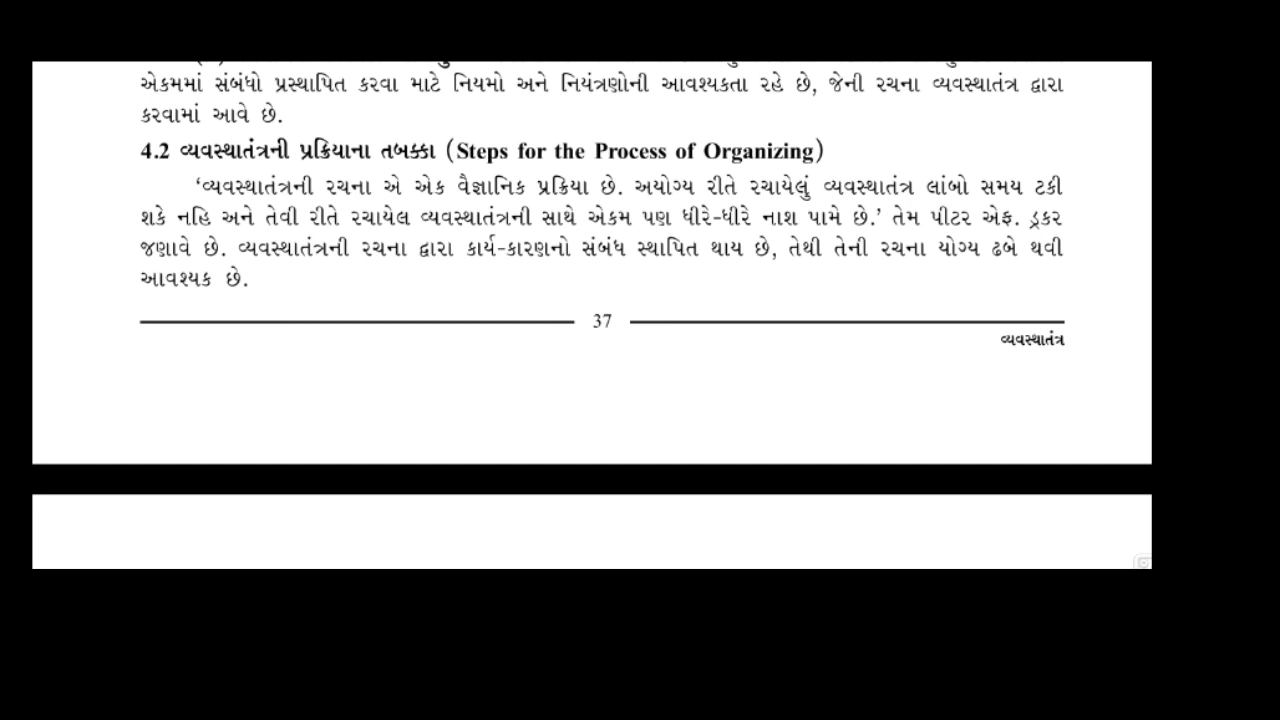 એકમમાં સંબંધો પ્રસ્થાપિત કરવા માટે નિયમો અને નિયંત્રણોની આવશ્યકતા રહે છે, જેની રચના વ્યવસ્થાતંત્ર દ્વારા
કરવામાં આવે છે.
4.2 વ્યવસ્થાતંત્રની પ્રક્રિયાના તબક્કા (Steps for the Process of Organizing)
‘વ્યવસ્થાતંત્રની રચના એ એક વૈજ્ઞાનિક પ્રક્રિયા છે. અયોગ્ય રીતે રચાયેલું વ્યવસ્થાતંત્ર લાંબો સમય ટકી
શકે નહિ અને તેવી રીતે રચાયેલ વ્યવસ્થાતંત્રની સાથે એકમ પણ ધીરે-ધીરે નાશ પામે છે.’ તેમ પીટર એફ. ડ્રકર
જણાવે છે. વ્યવસ્થાતંત્રની રચના દ્વારા કાર્ય-કારણનો સંબંધ સ્થાપિત થાય છે, તેથી તેની રચના યોગ્ય ઢબે થવી
આવશ્યક છે.
37
વ્યવસ્થાતંત્ર